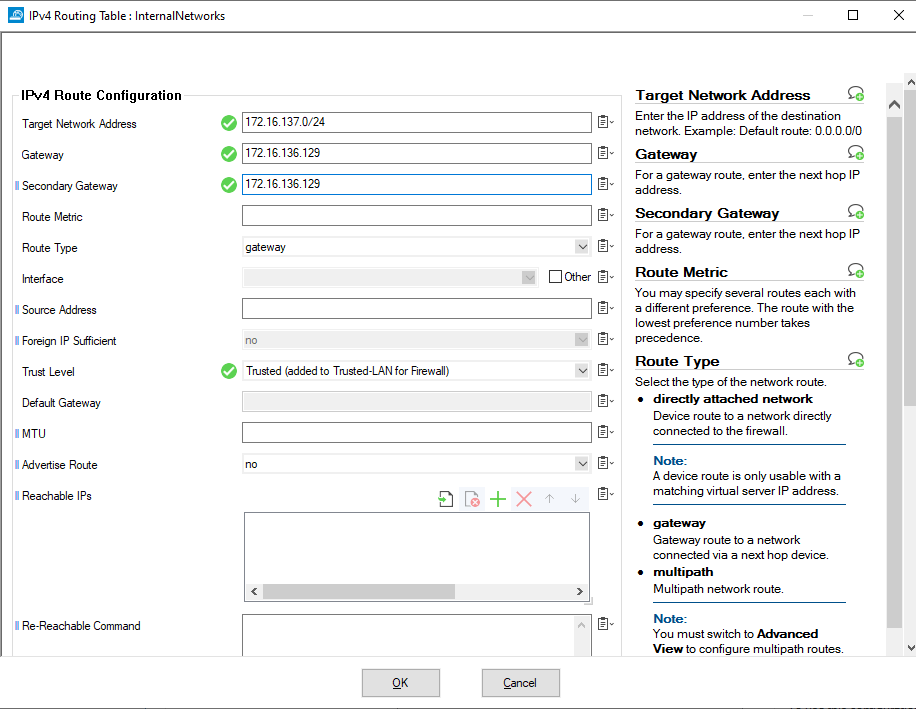 IPv4 Routing Table : InternalNetworks
IPv4 Route Configuration
Target Network Address
172.16.137.0/24
Gateway
172.16.136.129
Secondary Gateway
172.16.136.129
Route Metric
Route Type
gateway
Interface
Other
Source Address
Foreign IP Sufficient
no
Trust Level
Trusted (added to Trusted-LAN for Firewall)
Default Gateway
MTU
Advertise Route
no
Reachable IPs
Re-Reachable Command
Target Network Address
Enter the IP address of the destination
network. Example: Default route: 0.0.0.0/0
Gateway
For a gateway route, enter the next hop IP
address.
Secondary Gateway
For a gateway route, enter the next hop IP
address.
Route Metric
You may specify several routes each with
a different preference. The route with the
lowest preference number takes
precedence.
Route Type
Select the type of the network route.
• directly attached network
Device route to a network directly
connected to the firewall.
Note:
A device route is only usable with a
matching virtual server IP address.
• gateway
Gateway route to a network
connected via a next hop device.
• multipath
Multipath network route.
Note:
You must switch to Advanced
View to configure multipath routes.
OK
Cancel